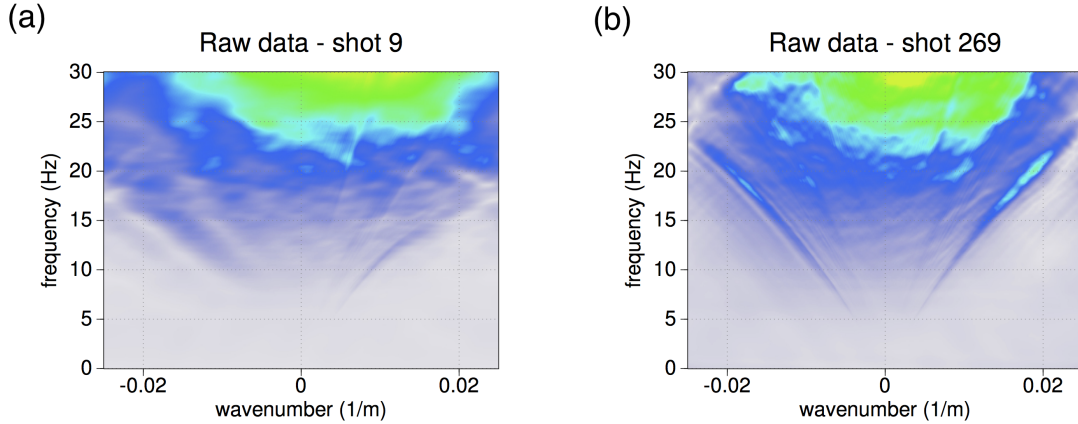 (a)
Raw data - shot 9
30
25
20
15
10
5
0
frequency (Hz)
-0.02
0
0.02
wavenumber (1/m)
(b)
Raw data - shot 269
30
25
20
15
10
5
0
frequency (Hz)
-0.02
0
0.02
wavenumber (1/m)